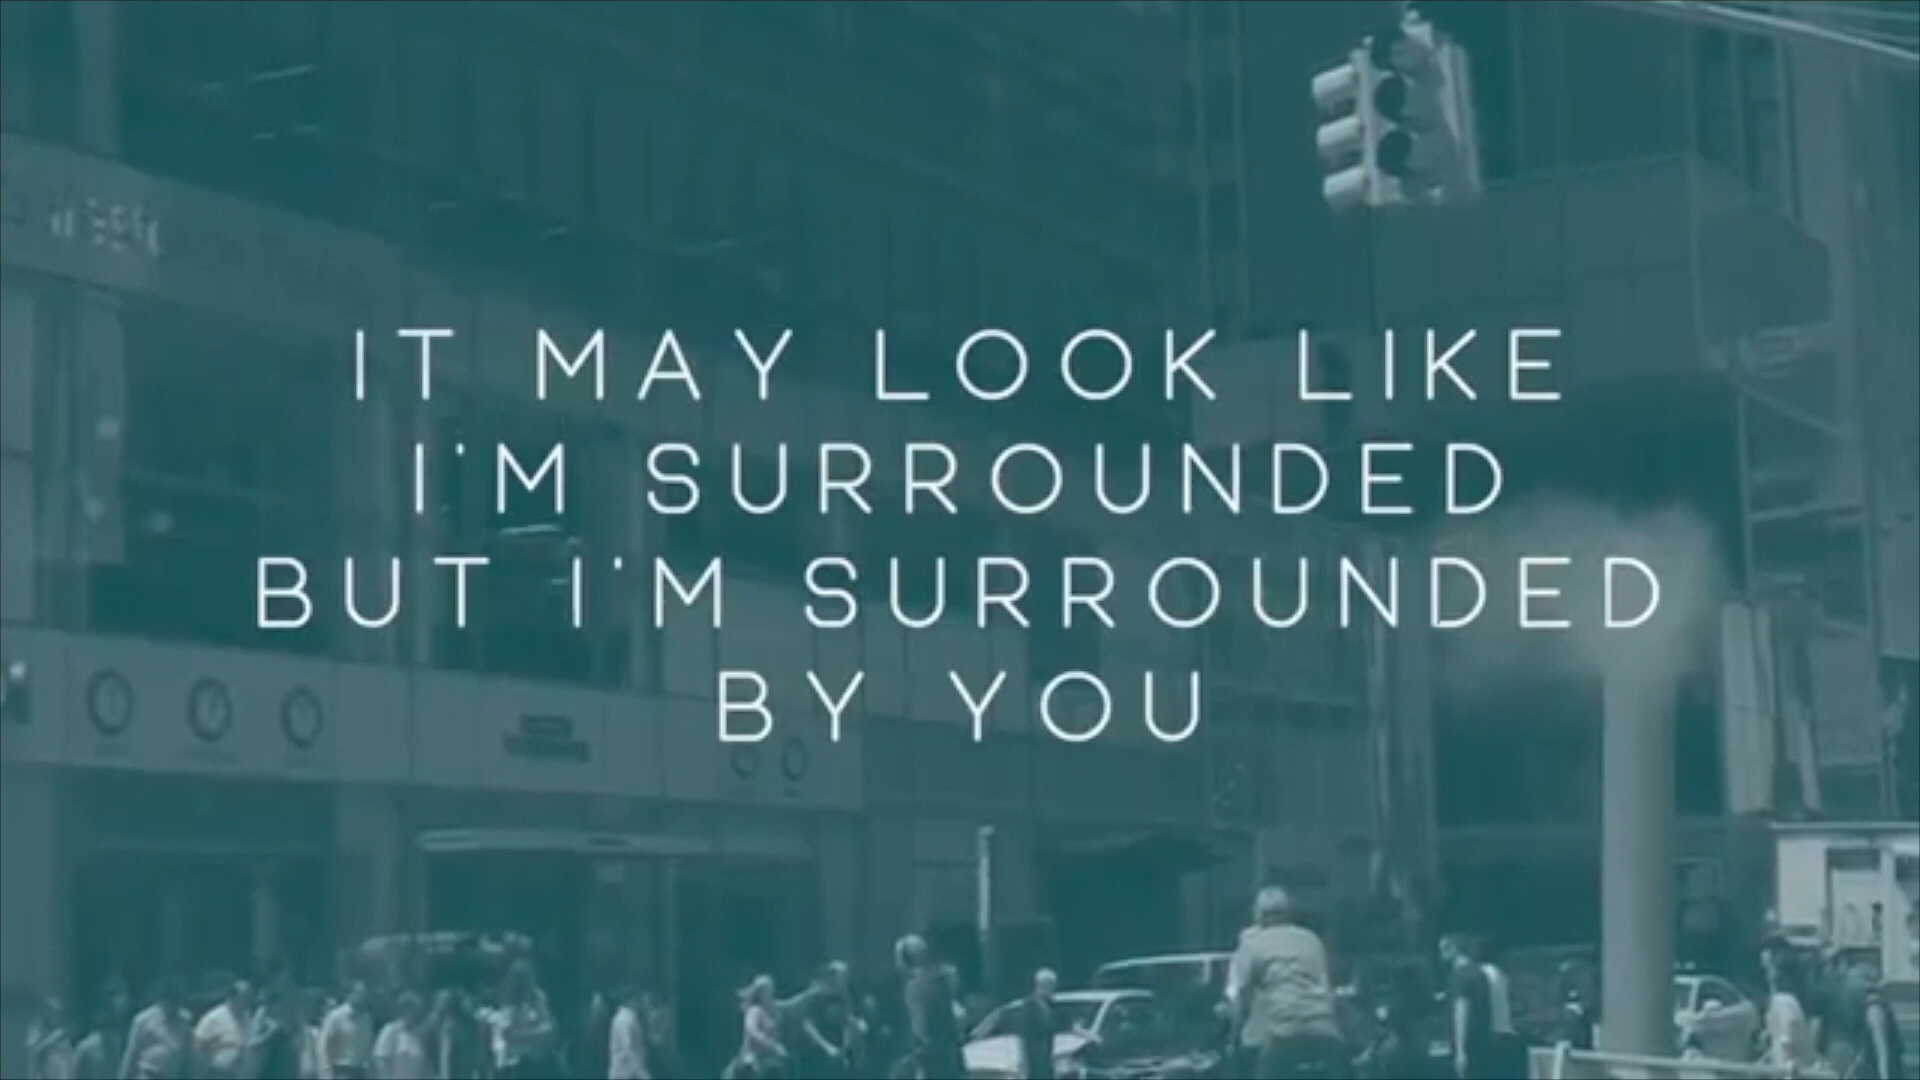 IT MAY LOOK LIKE
I'M SURROUNDED
BUT I'M SURROUNDED
BY YOU